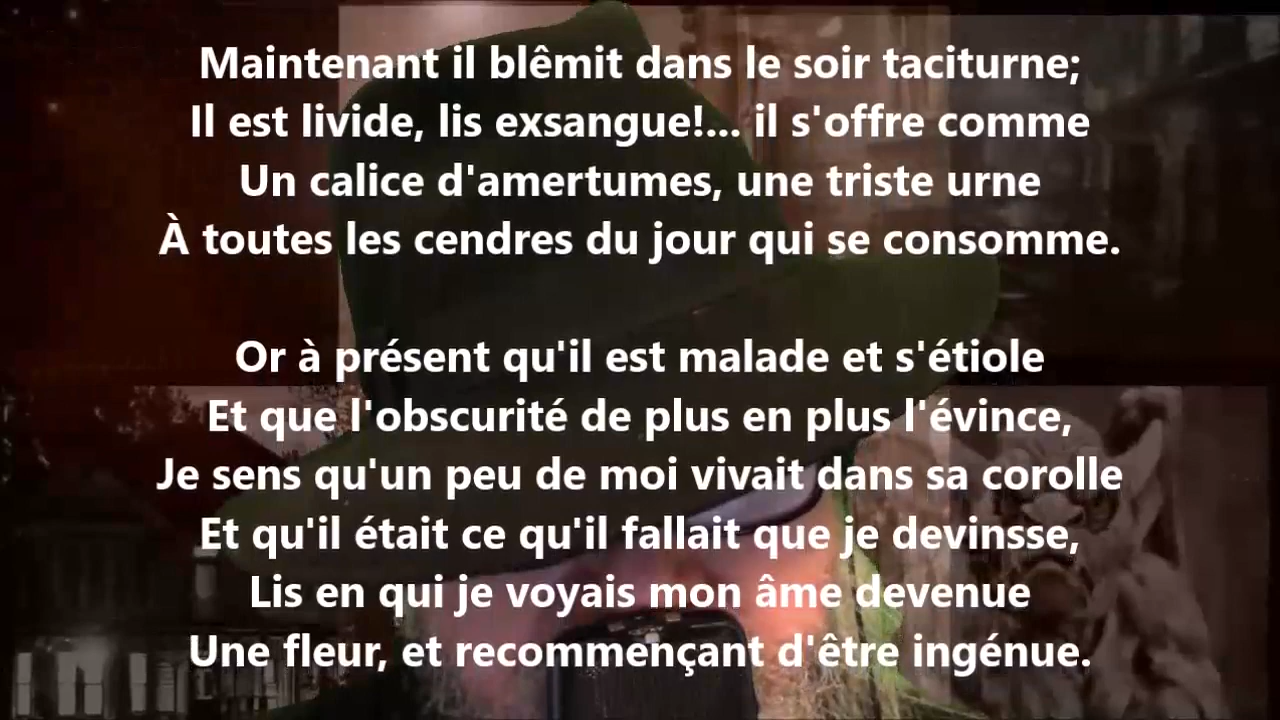 Maintenant il blêmit dans le soir taciturne;
Il est livide, lis exsangue!... il s'offre comme
Un calice d'amertumes, une triste urne
À toutes les cendres du jour qui se consomme.
Or à présent qu'il est malade et s'étiole
Et que l'obscurité de plus en plus l'évince,
Je sens qu'un peu de moi vivait dans sa corolle
Et qu'il était ce qu'il fallait que je devinsse,
Lis en qui je voyais mon âme devenue
Une fleur, et recommençant d'être ingénue.